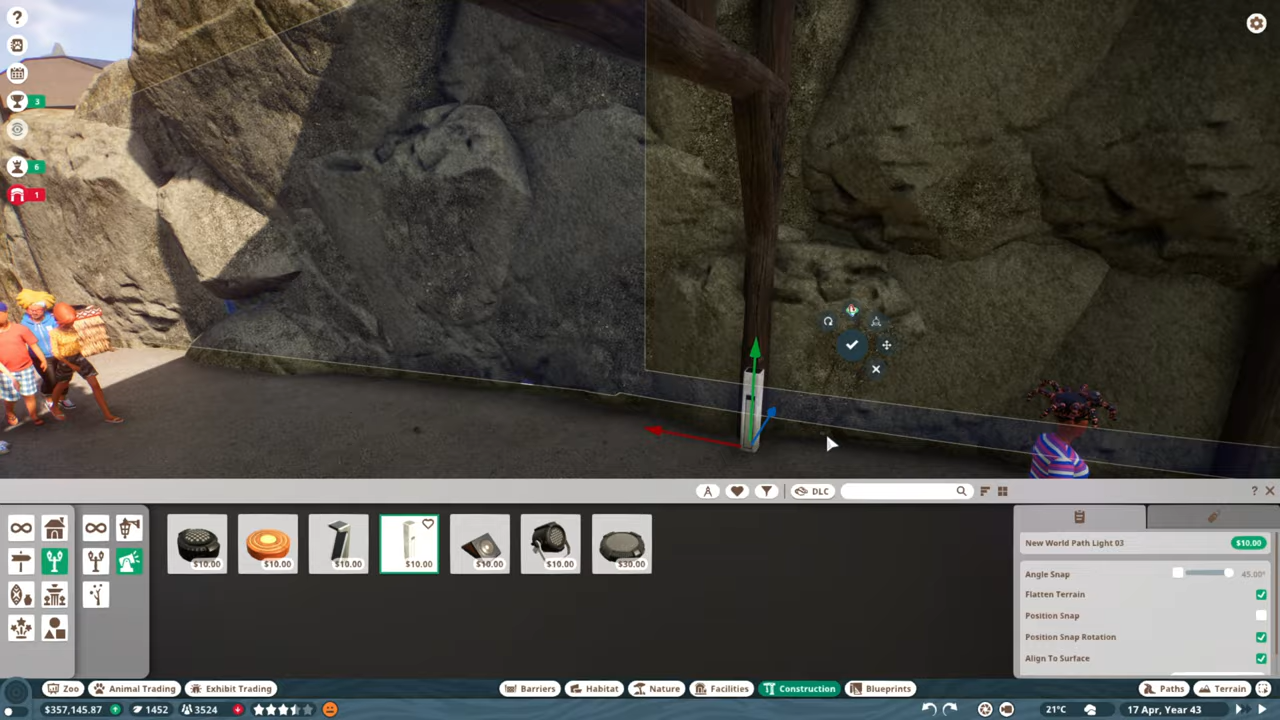 ?
3
6
1
DLC
? ×
$10.00 $10.00 $10.00 $10.00 $10.00 $10.00 $30.00
New World Path Light 03 $10.00
Angle Snap 45.00°
Flatten Terrain
Position Snap
Position Snap Rotation
Align To Surface
Zoo Animal Trading Exhibit Trading Barriers Habitat Nature Facilities Construction Blueprints Paths Terrain
$357,145.87 1452 3524 21°C 17 Apr, Year 43